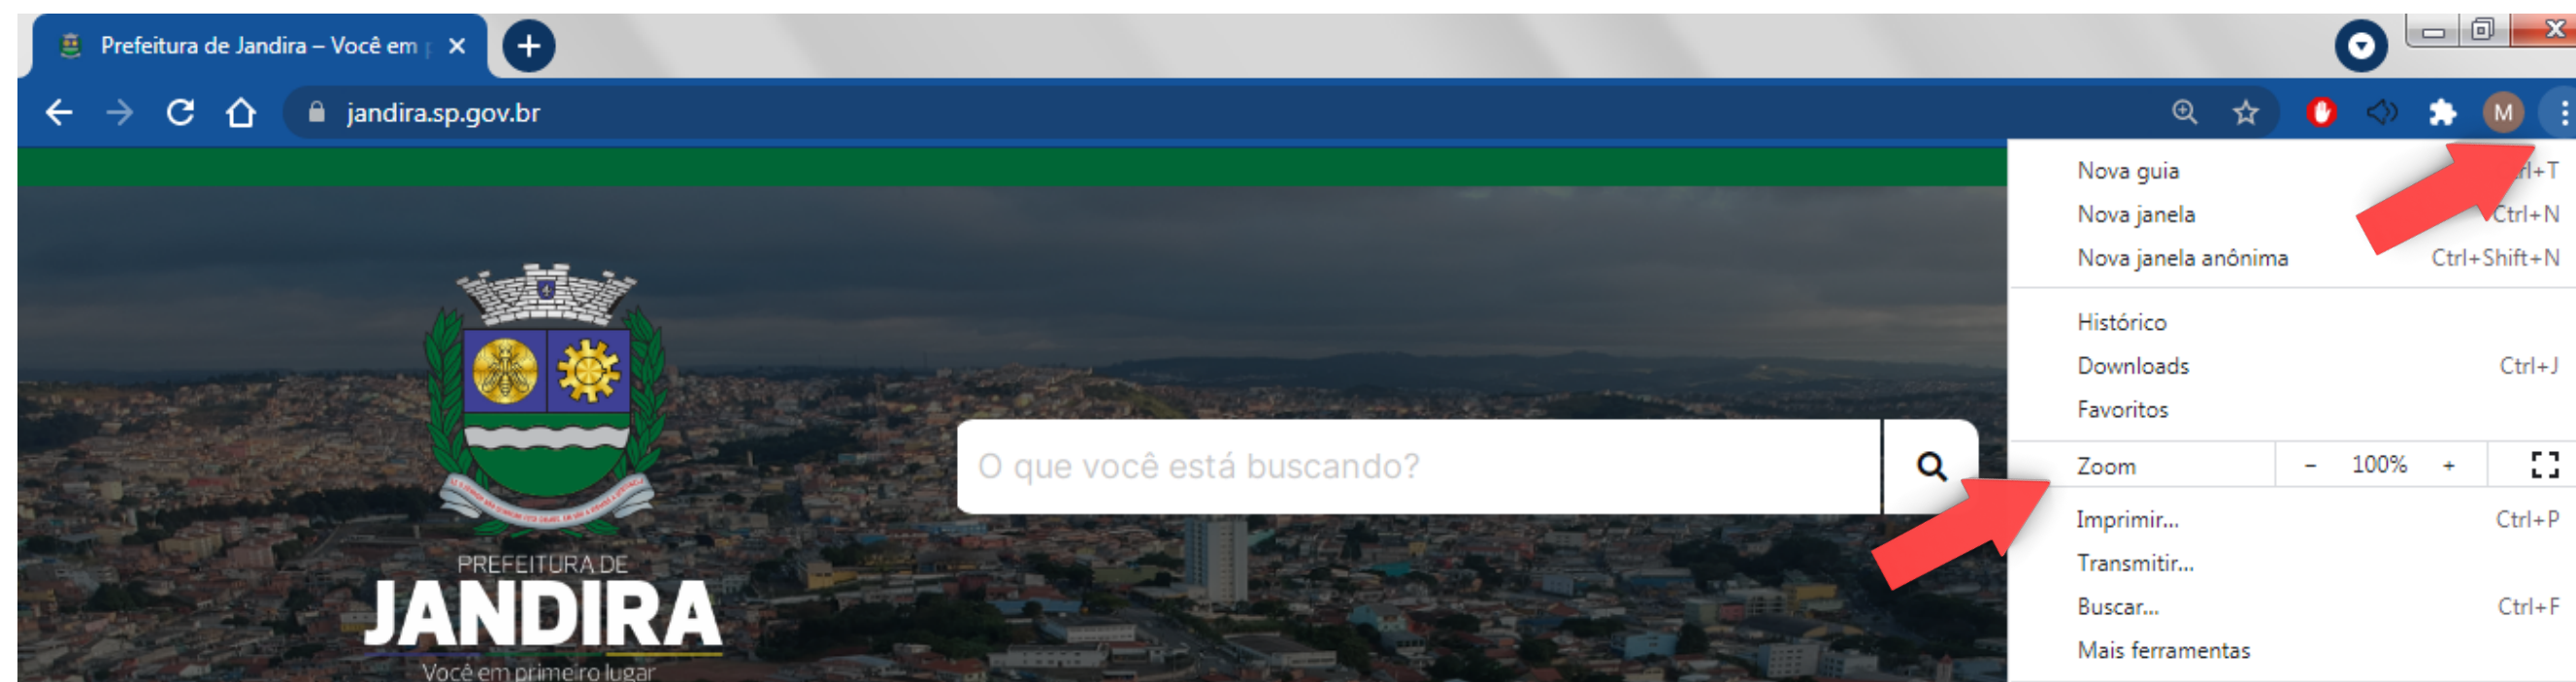 Prefeitura de Jandira – Você em
jandira.sp.gov.br
M
Nova guia
Nova janela Ctrl+N
Nova janela anônima Ctrl+Shift+N
Histórico
Downloads Ctrl+J
Favoritos
Zoom - 100% +
Imprimir... Ctrl+P
Transmitir...
Buscar... Ctrl+F
Mais ferramentas
O que você está buscando?
PREFEITURA DE
JANDIRA
Você em primeiro lugar